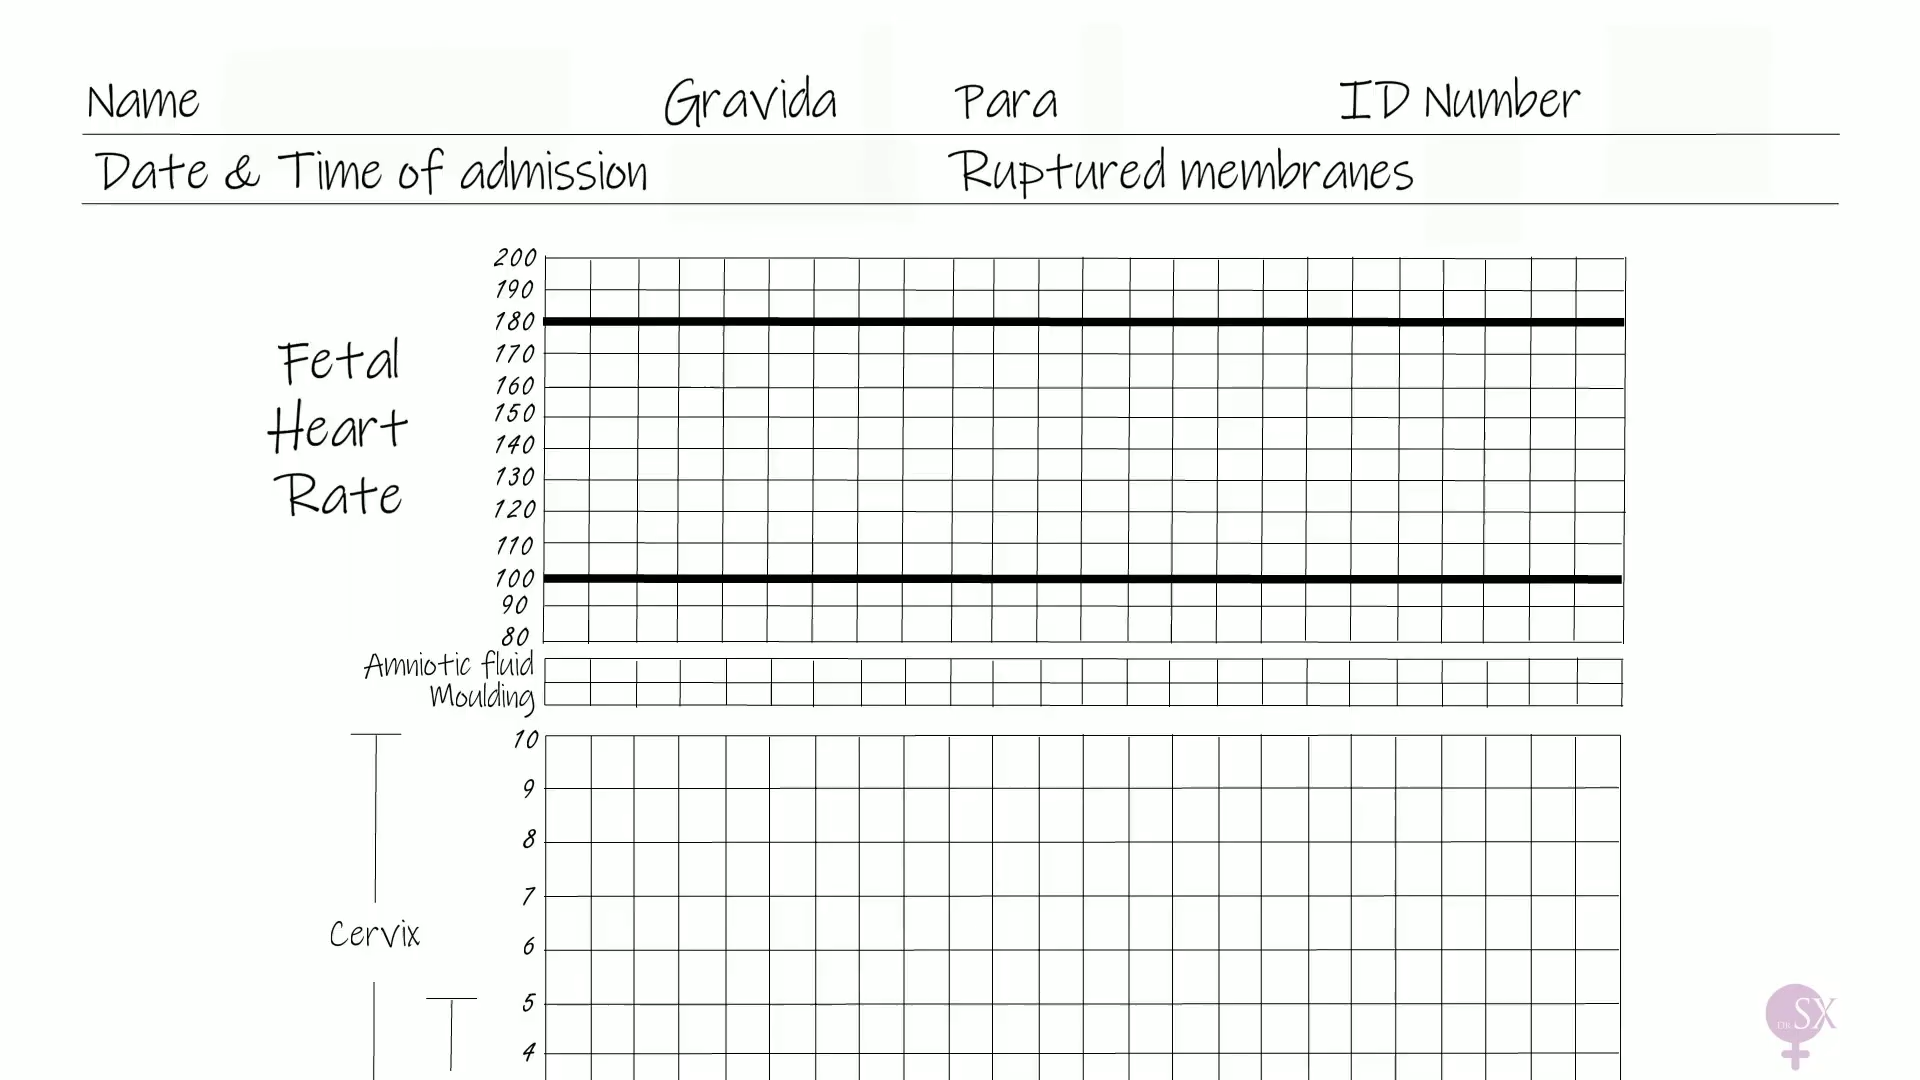 Name Gravida Para ID Number
Date & Time of admission Ruptured membranes
200
190
180
170
160
150
140
130
120
110
100
90
80
Fetal
Heart
Rate
Amniotic fluid
Moulding
10
9
8
7
6
5
4
Cervix
DR SX